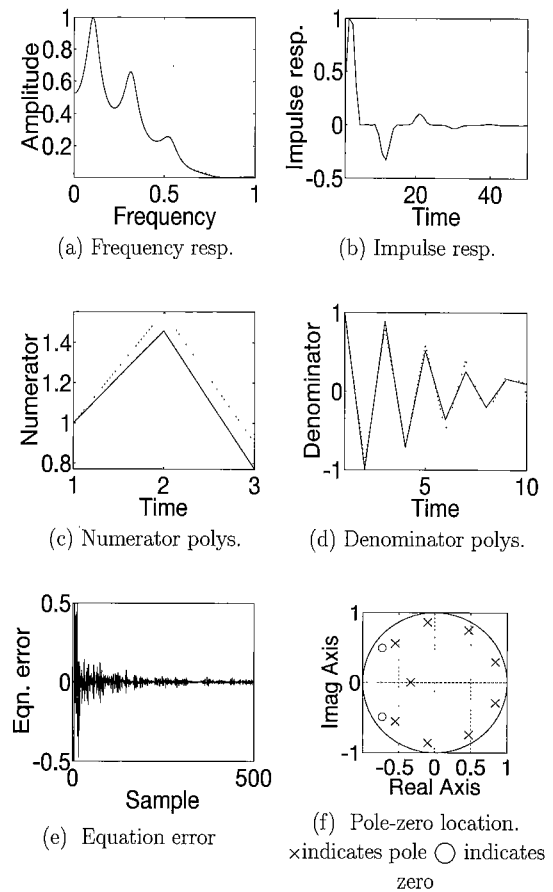 Amplitude
1
0.8
0.6
0.4
0.2
0 0.5 1
Frequency
(a) Frequency resp.
Impulse resp.
1
0.5
0
-0.5
20 40
Time
(b) Impulse resp.
Numerator
1.4
1.2
1
0.8
1 2 3
Time
(c) Numerator polys.
Denominator
1
0
-1
5 10
Time
(d) Denominator polys.
Eqn. error
0.5
0
-0.5
0 500
Sample
(e) Equation error
Imag Axis
1
0.5
0
-0.5
-1
-0.5 0 0.5 1
Real Axis
(f) Pole-zero location.
×indicates pole ◯ indicates
zero